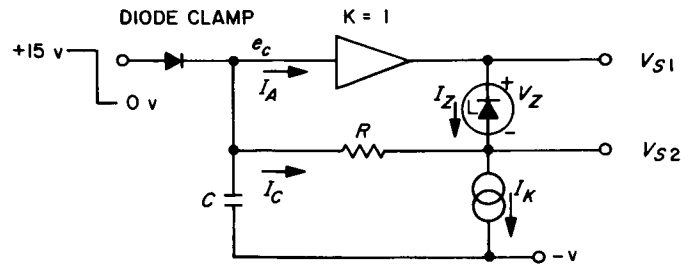 DIODE CLAMP
K = 1
+15 v
0 v
e_c
I_A
V_S1
I_Z
+
V_Z
-
R
V_S2
I_C
C
I_K
-v